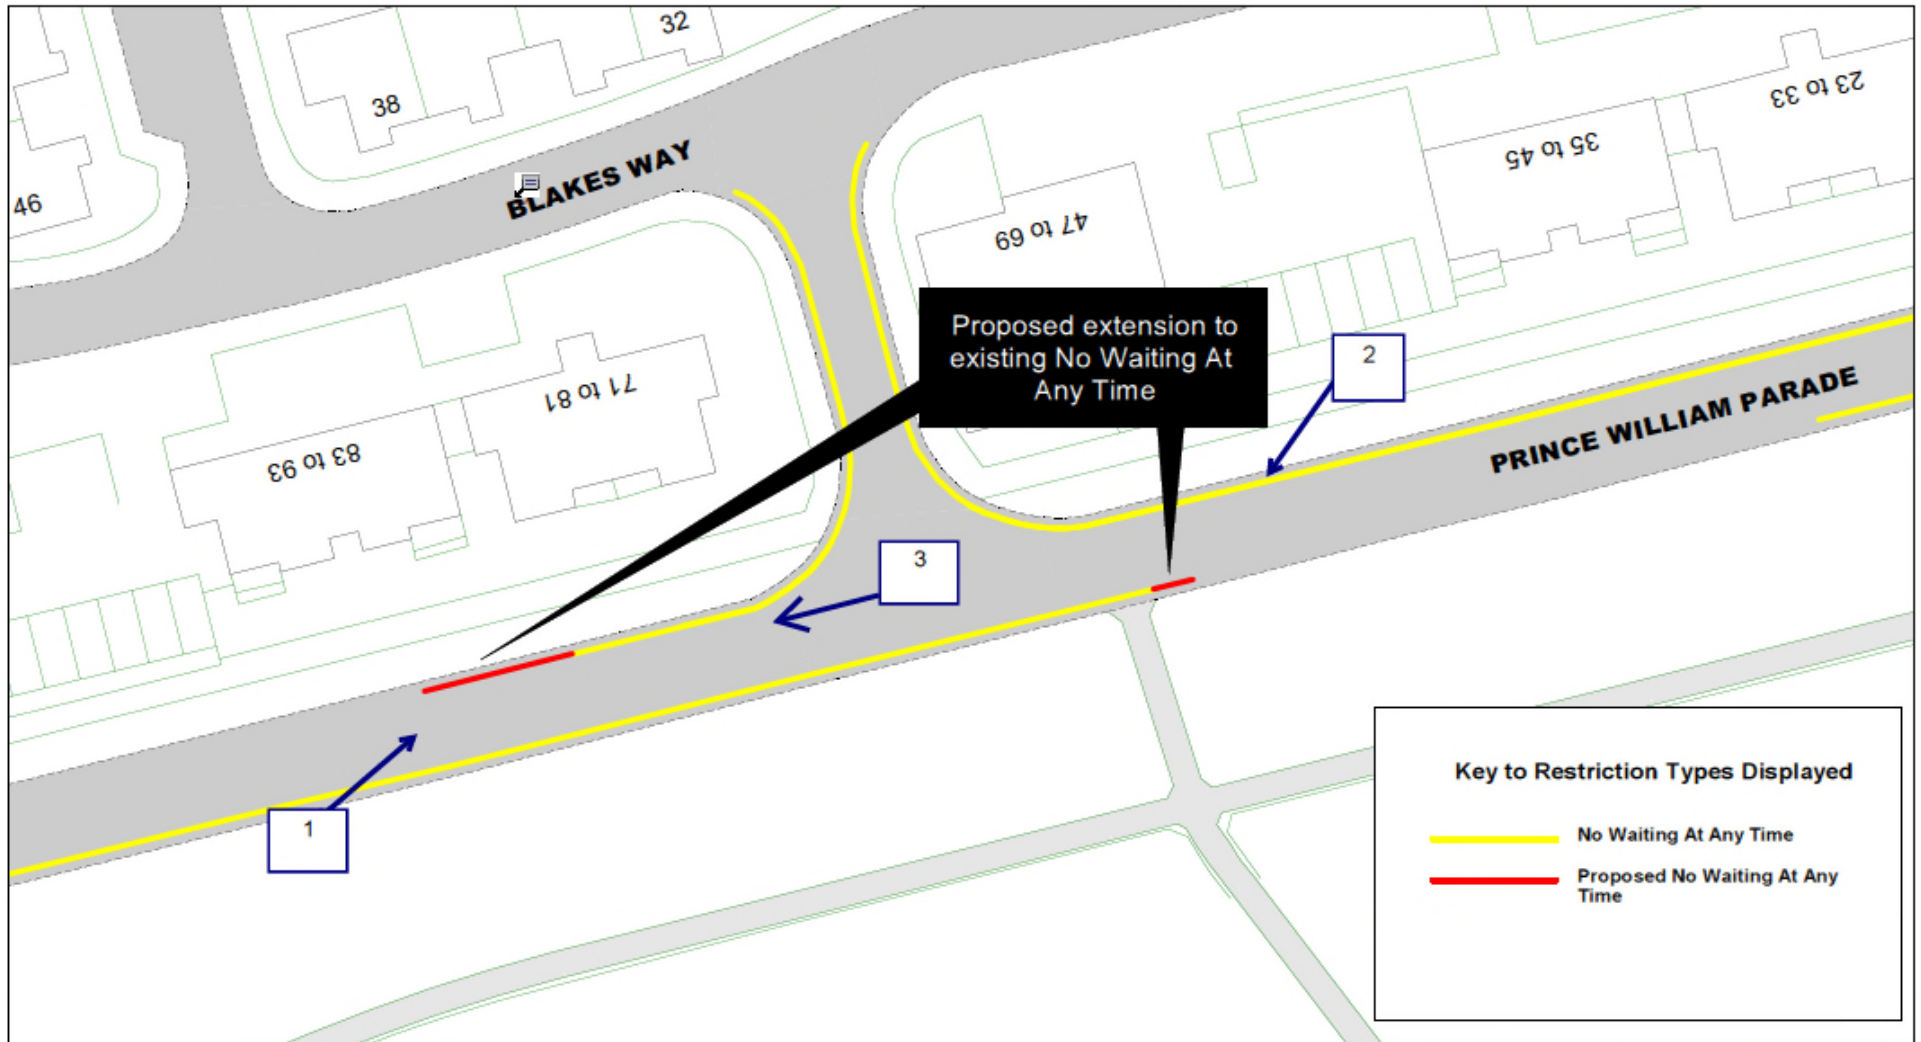 32
38
46
BLAKES WAY
23 to 33
35 to 45
47 to 69
71 to 81
83 to 93
Proposed extension to
existing No Waiting At
Any Time
2
PRINCE WILLIAM PARADE
3
1
Key to Restriction Types Displayed
No Waiting At Any Time
Proposed No Waiting At Any
Time